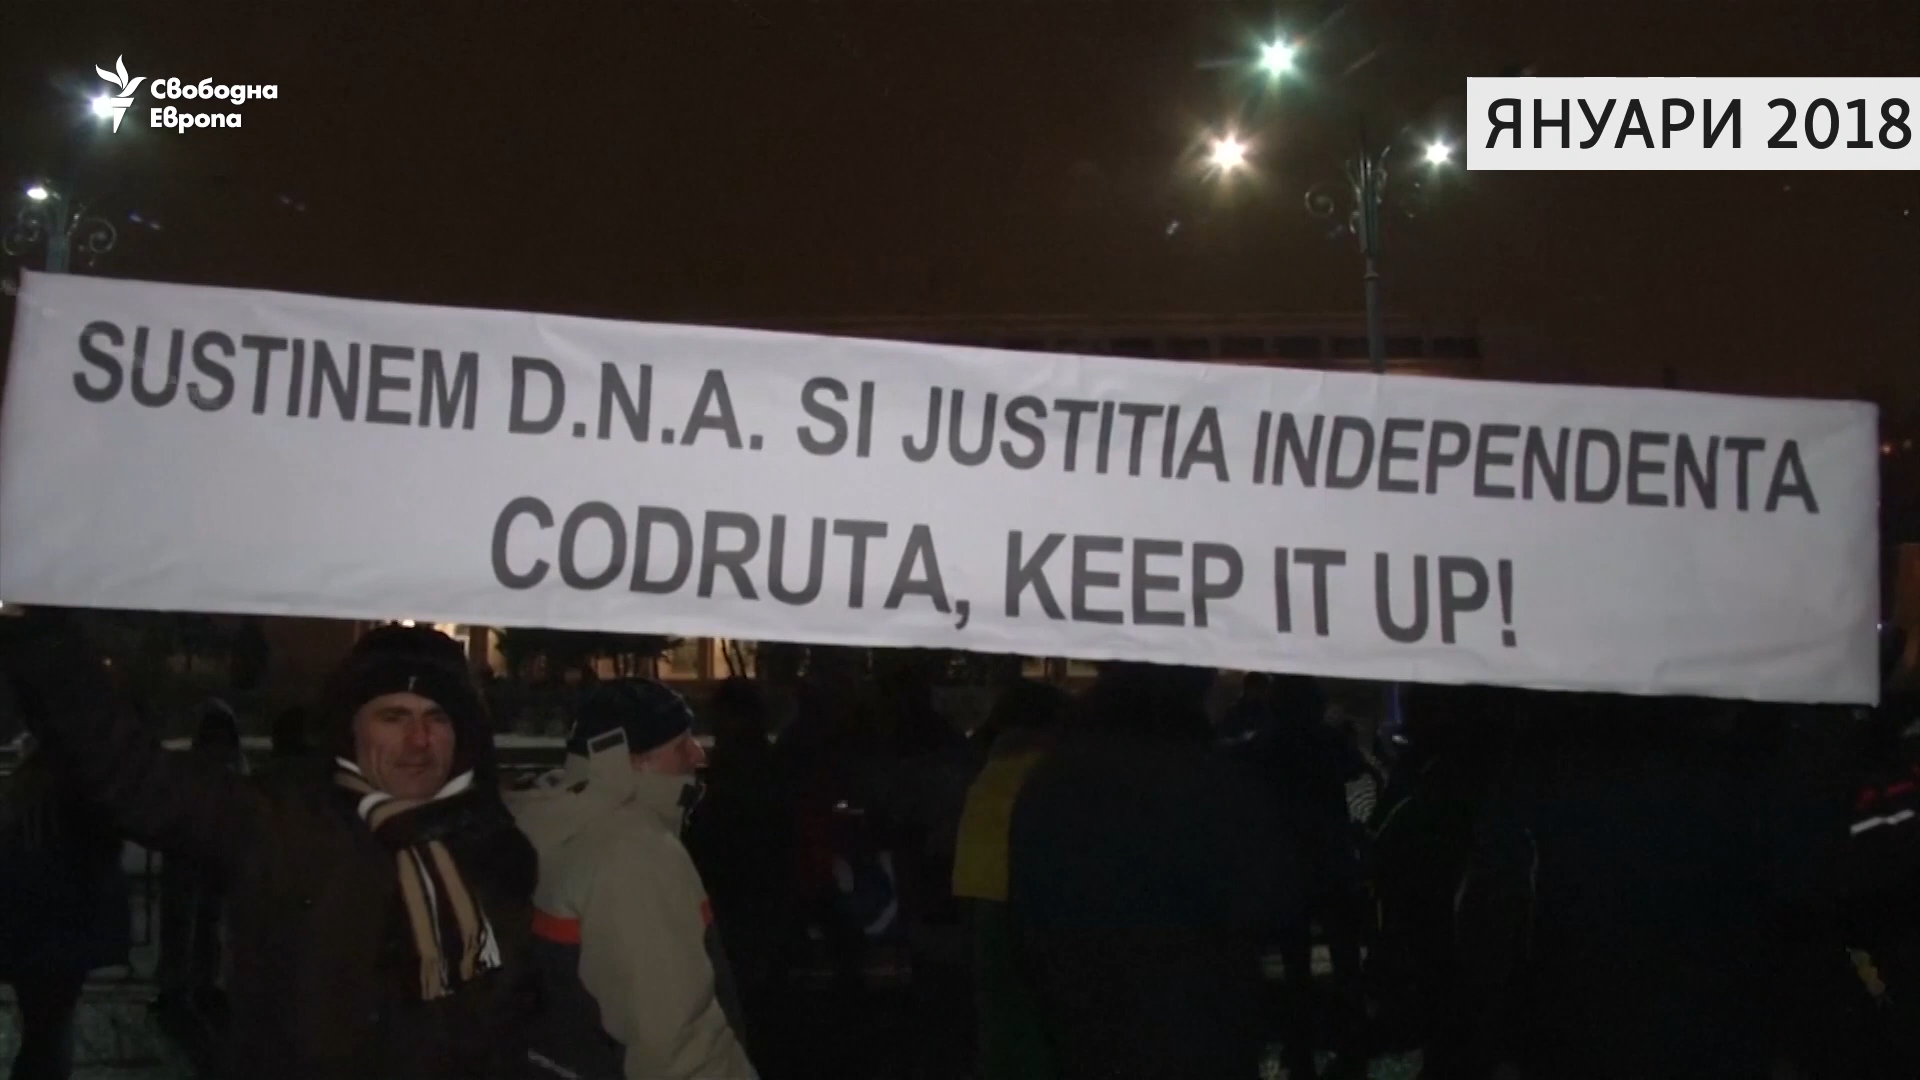 Свободна
Европа
ЯНУАРИ 2018
SUSTINEM D.N.A. SI JUSTITIA INDEPENDENTA
CODRUTA, KEEP IT UP!